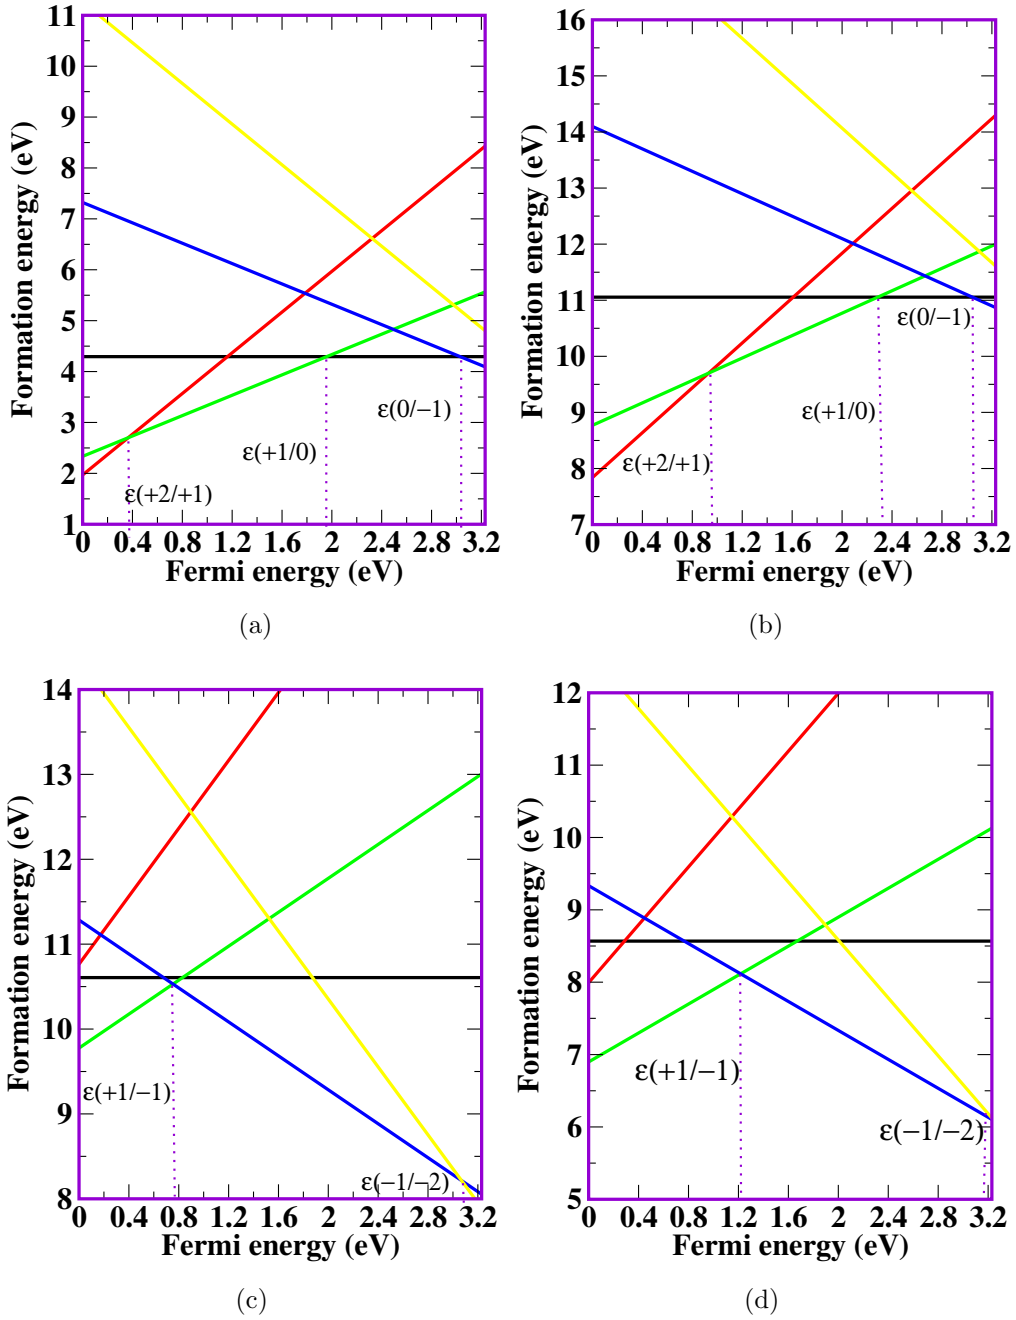 11
10
9
8
7
6
5
4
3
2
1
Formation energy (eV)
ε(0/−1)
ε(+1/0)
ε(+2/+1)
0 0.4 0.8 1.2 1.6 2 2.4 2.8 3.2
Fermi energy (eV)
(a)
16
15
14
13
12
11
10
9
8
7
Formation energy (eV)
ε(0/−1)
ε(+1/0)
ε(+2/+1)
0 0.4 0.8 1.2 1.6 2 2.4 2.8 3.2
Fermi energy (eV)
(b)
14
13
12
11
10
9
8
Formation energy (eV)
ε(+1/−1)
ε(−1/−2)
0 0.4 0.8 1.2 1.6 2 2.4 2.8 3.2
Fermi energy (eV)
(c)
12
11
10
9
8
7
6
5
Formation energy (eV)
ε(+1/−1)
ε(−1/−2)
0 0.4 0.8 1.2 1.6 2 2.4 2.8 3.2
Fermi energy (eV)
(d)